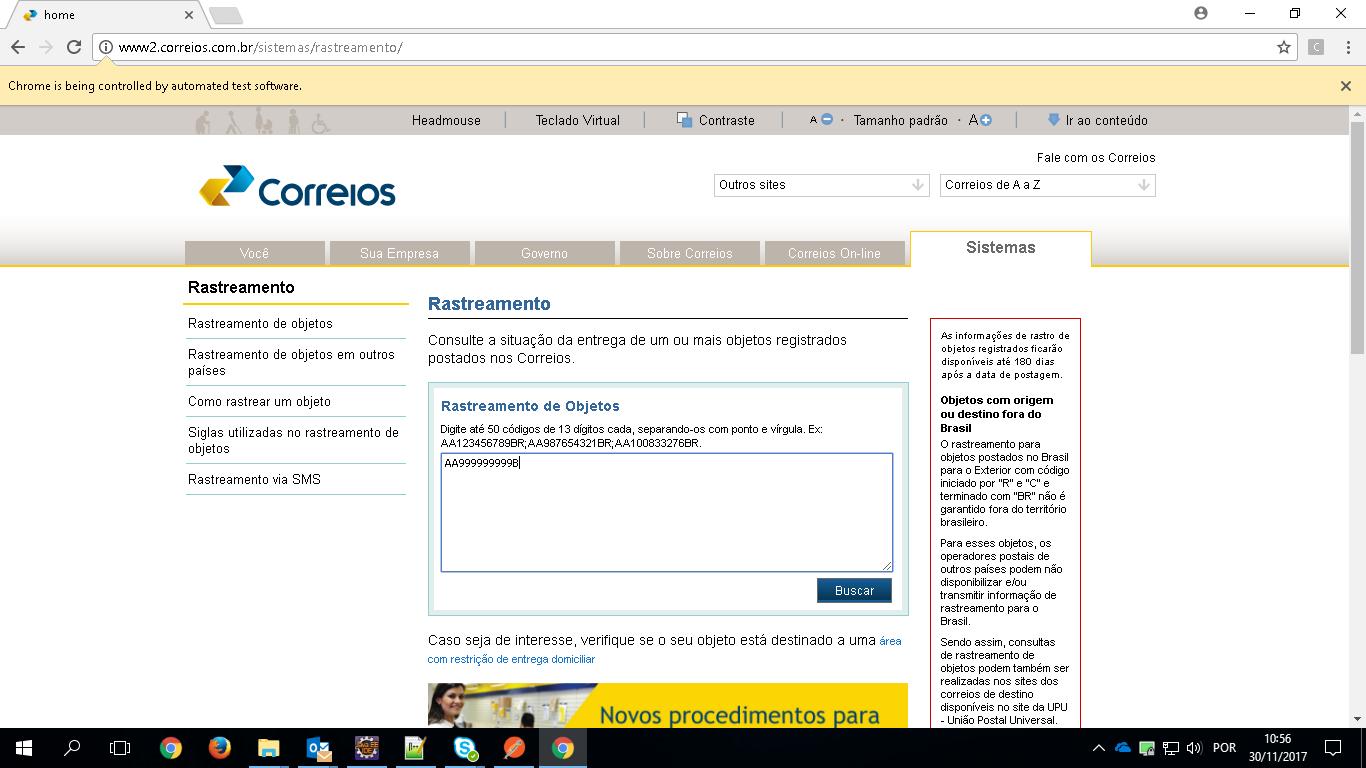 home
www2.correios.com.br/sistemas/rastreamento/
C
Chrome is being controlled by automated test software.
Headmouse
Teclado Virtual
Contraste
A · Tamanho padrão · A
Ir ao conteúdo
Fale com os Correios
Correios
Outros sites
Correios de A a Z
Você
Sua Empresa
Governo
Sobre Correios
Correios On-line
Sistemas
Rastreamento
Rastreamento de objetos
Rastreamento de objetos em outros
países
Como rastrear um objeto
Siglas utilizadas no rastreamento de
objetos
Rastreamento via SMS
Rastreamento
Consulte a situação da entrega de um ou mais objetos registrados
postados nos Correios.
Rastreamento de Objetos
Digite até 50 códigos de 13 dígitos cada, separando-os com ponto e vírgula. Ex:
AA123456789BR;AA987654321BR;AA100833276BR.
AA999999999B
Buscar
Caso seja de interesse, verifique se o seu objeto está destinado a uma área
com restrição de entrega domiciliar
Novos procedimentos para
As informações de rastro de
objetos registrados ficarão
disponíveis até 180 dias
após a data de postagem.
Objetos com origem
ou destino fora do
Brasil
O rastreamento para
objetos postados no Brasil
para o Exterior com código
iniciado por "R" e "C" e
terminado com "BR" não é
garantido fora do território
brasileiro.
Para esses objetos, os
operadores postais de
outros países podem não
disponibilizar e/ou
transmitir informação de
rastreamento para o
Brasil.
Sendo assim, consultas
de rastreamento de
objetos podem também ser
realizadas nos sites dos
correios de destino
disponíveis no site da UPU
- União Postal Universal.
POR
10:56
30/11/2017